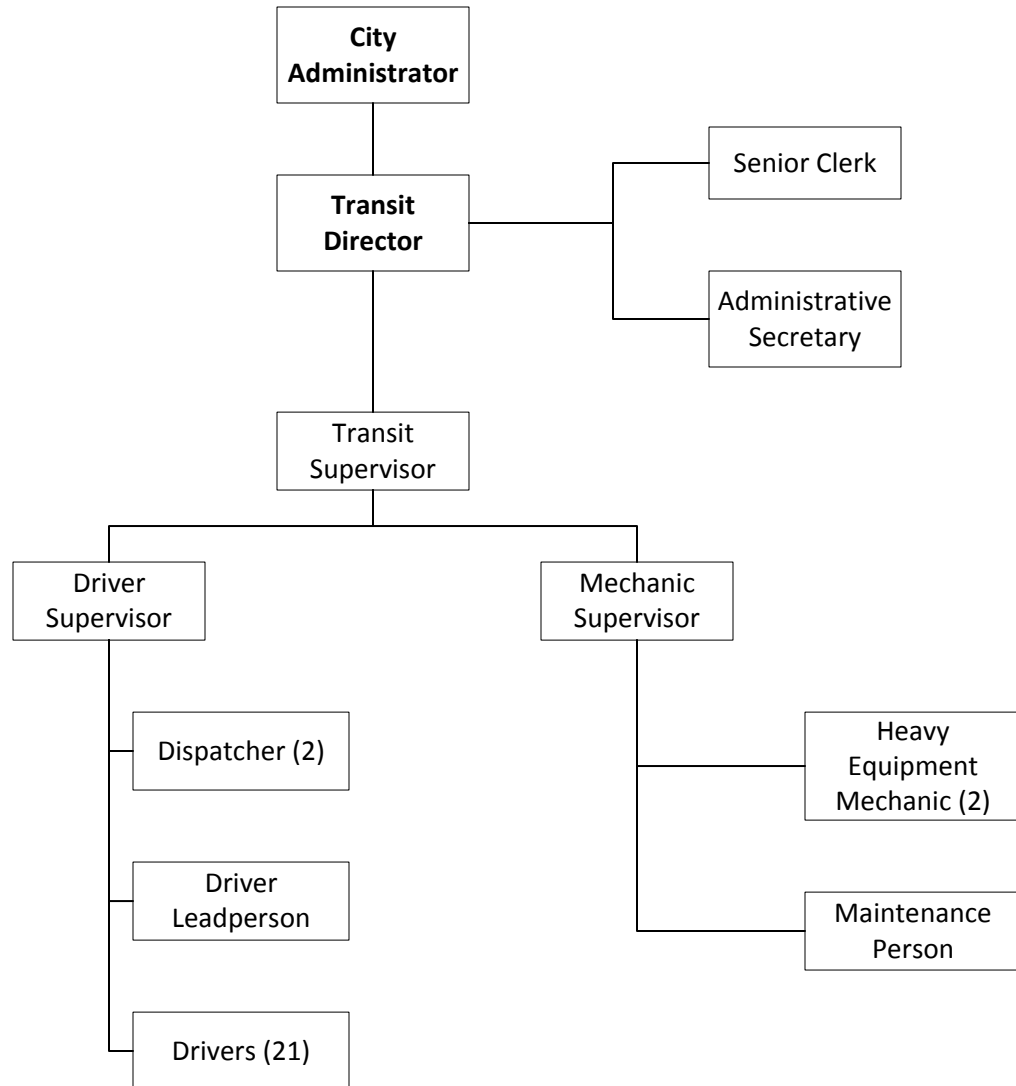 City
Administrator
Transit
Director
Senior Clerk
Administrative
Secretary
Transit
Supervisor
Driver
Supervisor
Mechanic
Supervisor
Dispatcher (2)
Driver
Leadperson
Drivers (21)
Heavy
Equipment
Mechanic (2)
Maintenance
Person